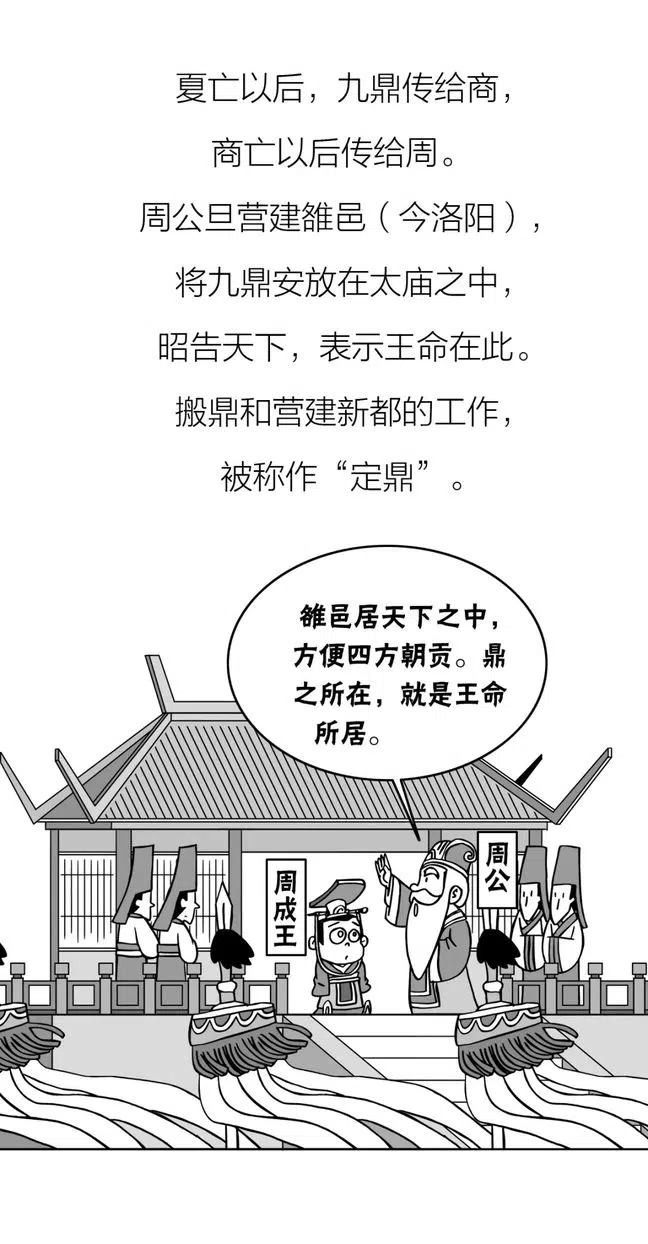 夏亡以后，九鼎传给商，
商亡以后传给周。
周公旦营建雒邑（今洛阳），
将九鼎安放在太庙之中，
昭告天下，表示王命在此。
搬鼎和营建新都的工作，
被称作“定鼎”。
雒邑居天下之中，
方便四方朝贡。鼎
之所在，就是王命
所居。
周成王
周公